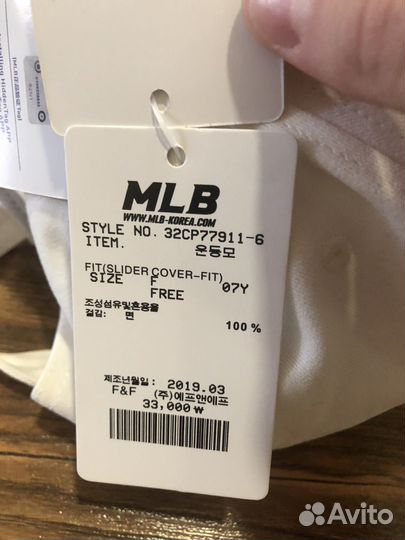 MLB
WWW.MLB-KOREA.COM
STYLE NO. 32CP77911-6
ITEM. 운동모
FIT(SLIDER COVER-FIT)
SIZE F 07Y
FREE
조성섬유및혼용율
겉감: 면 100 %
제조년월일: 2019.03
F&F (주)에프앤에프
33,000₩
Avito